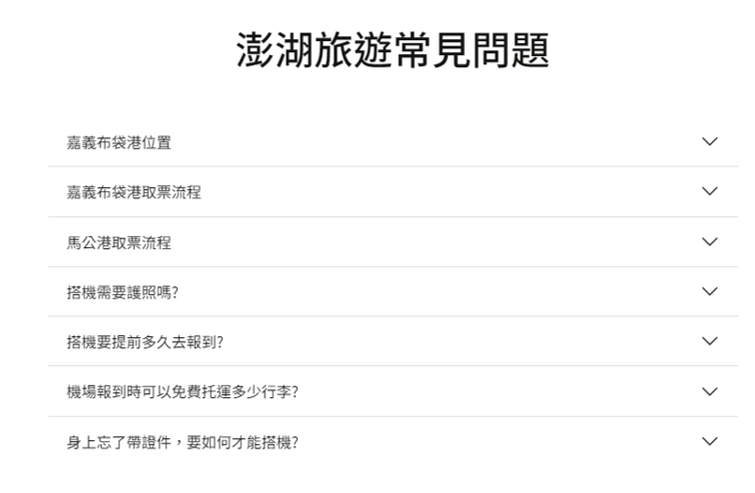 澎湖旅遊常見問題
嘉義布袋港位置
嘉義布袋港取票流程
馬公港取票流程
搭機需要護照嗎?
搭機要提前多久去報到?
機場報到時可以免費托運多少行李?
身上忘了帶證件，要如何才能搭機?